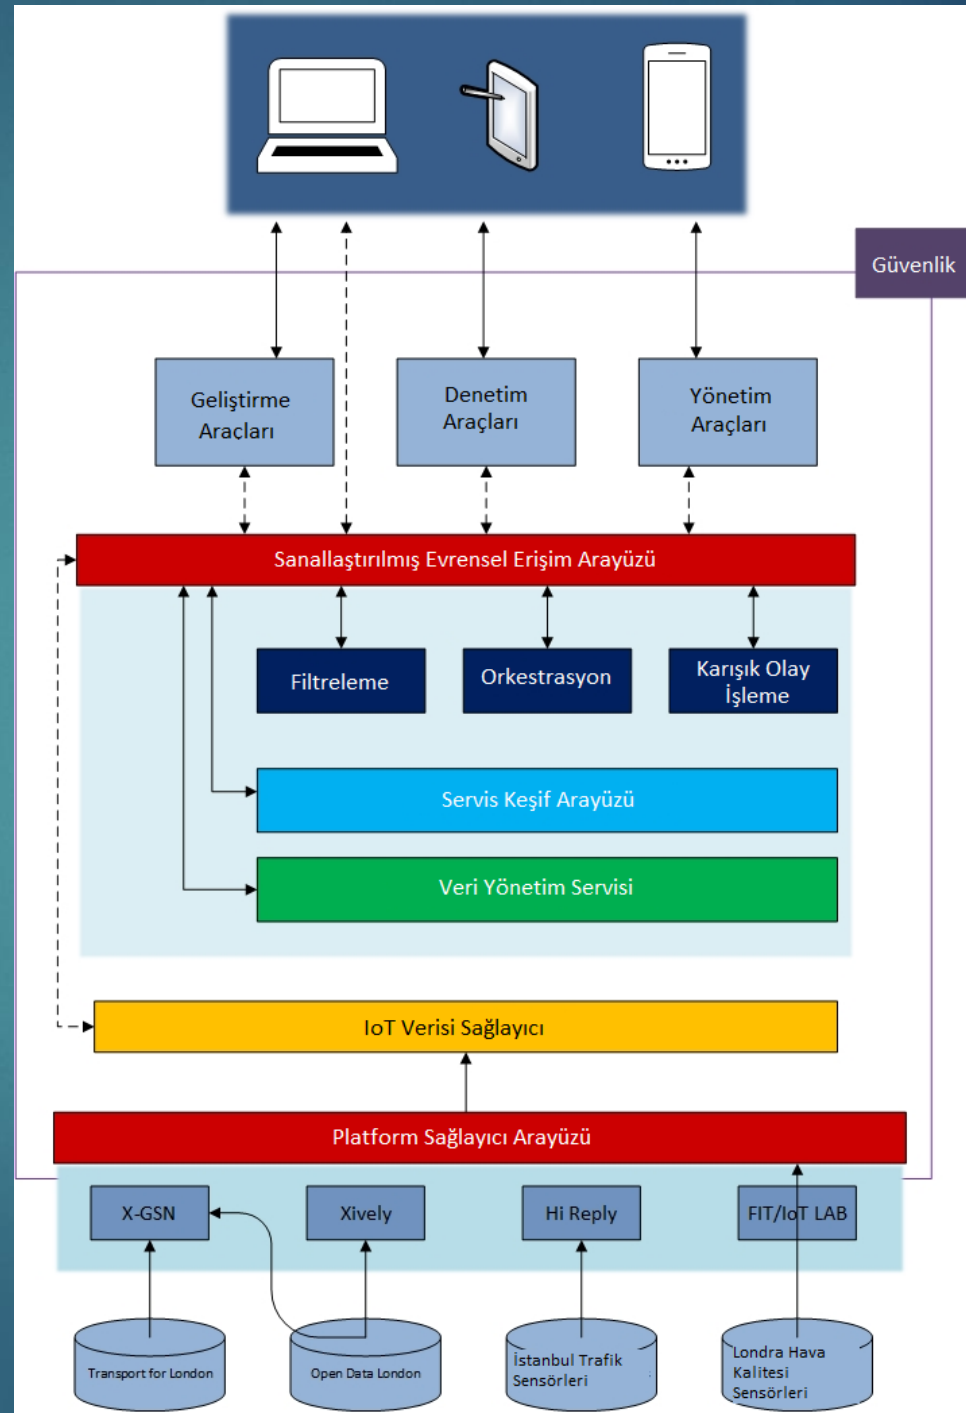 Güvenlik
Geliştirme
Araçları
Denetim
Araçları
Yönetim
Araçları
Sanallaştırılmış Evrensel Erişim Arayüzü
Filtreleme
Orkestrasyon
Karışık Olay
İşleme
Servis Keşif Arayüzü
Veri Yönetim Servisi
IoT Verisi Sağlayıcı
Platform Sağlayıcı Arayüzü
X-GSN
Xively
Hi Reply
FIT/IoT LAB
Transport for London
Open Data London
İstanbul Trafik
Sensörleri
Londra Hava
Kalitesi
Sensörleri